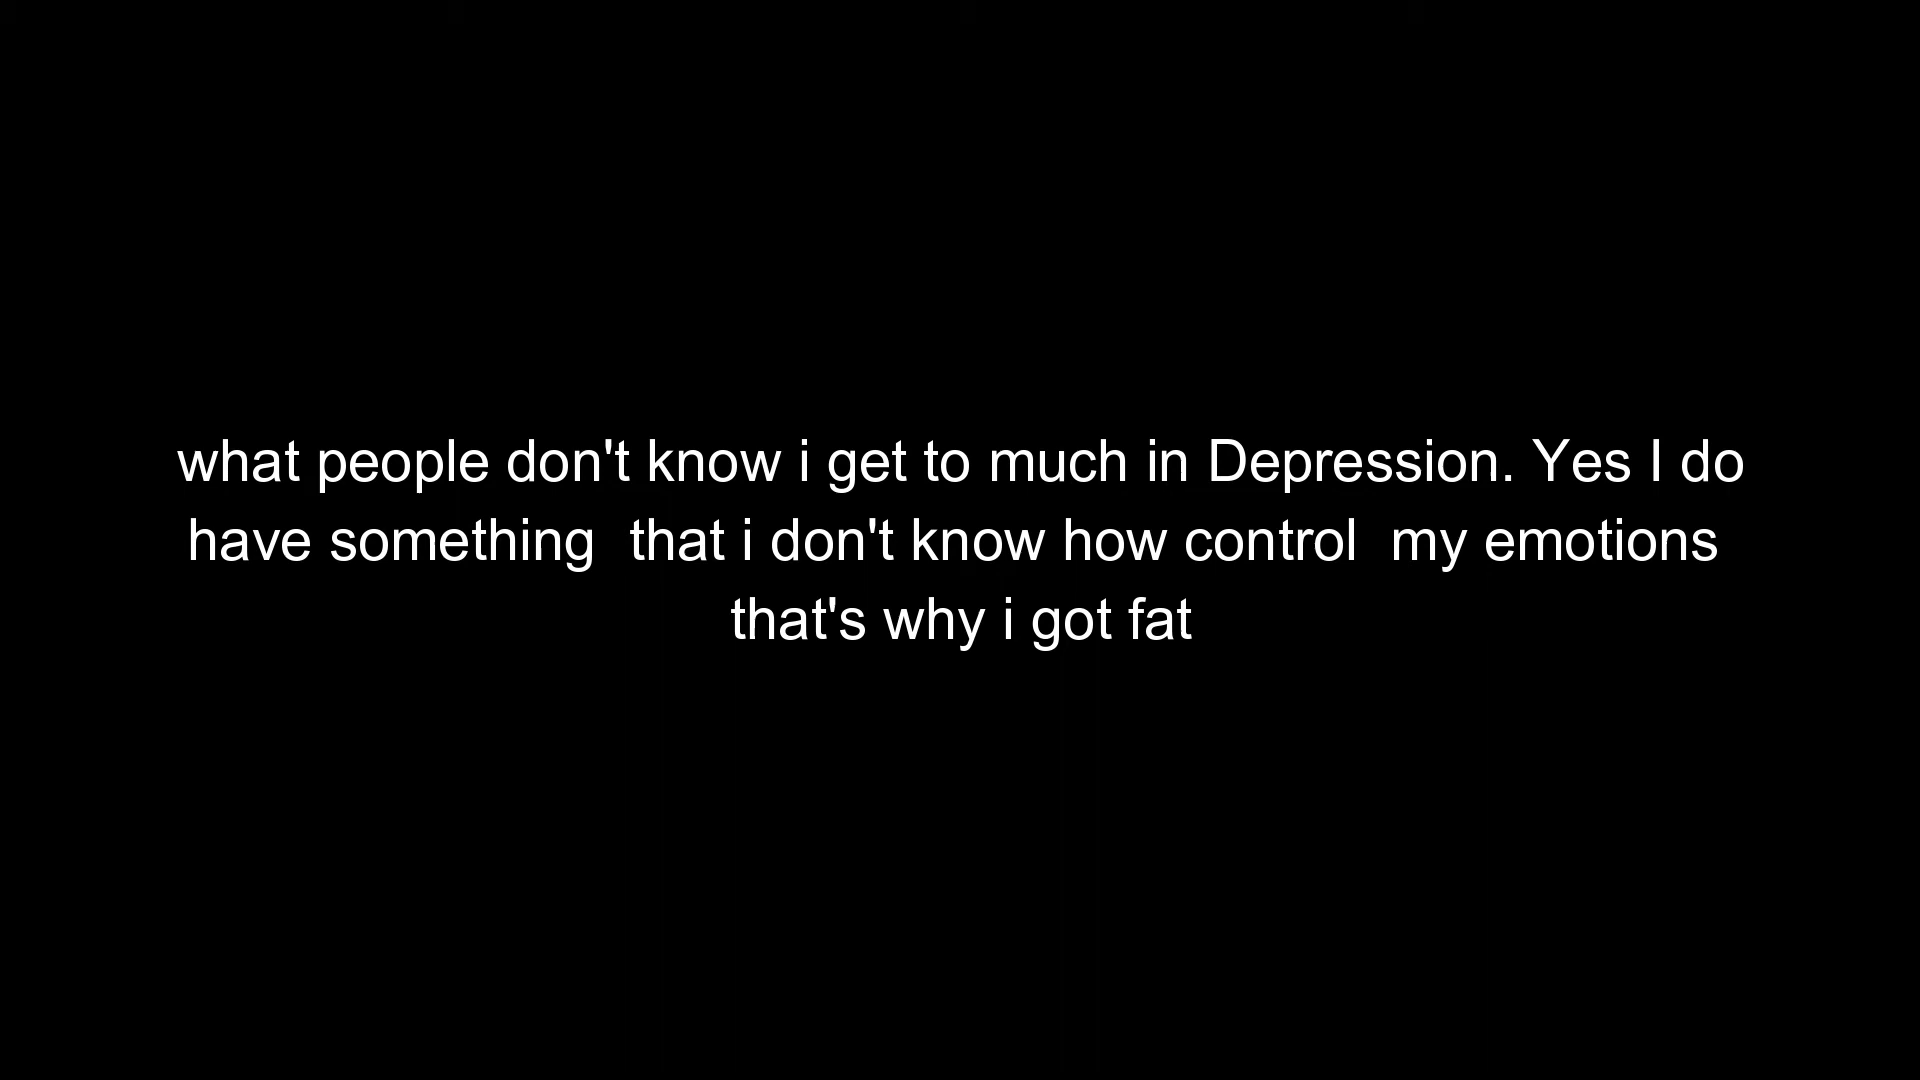 what people don't know i get to much in Depression. Yes I do
have something  that i don't know how control  my emotions
that's why i got fat